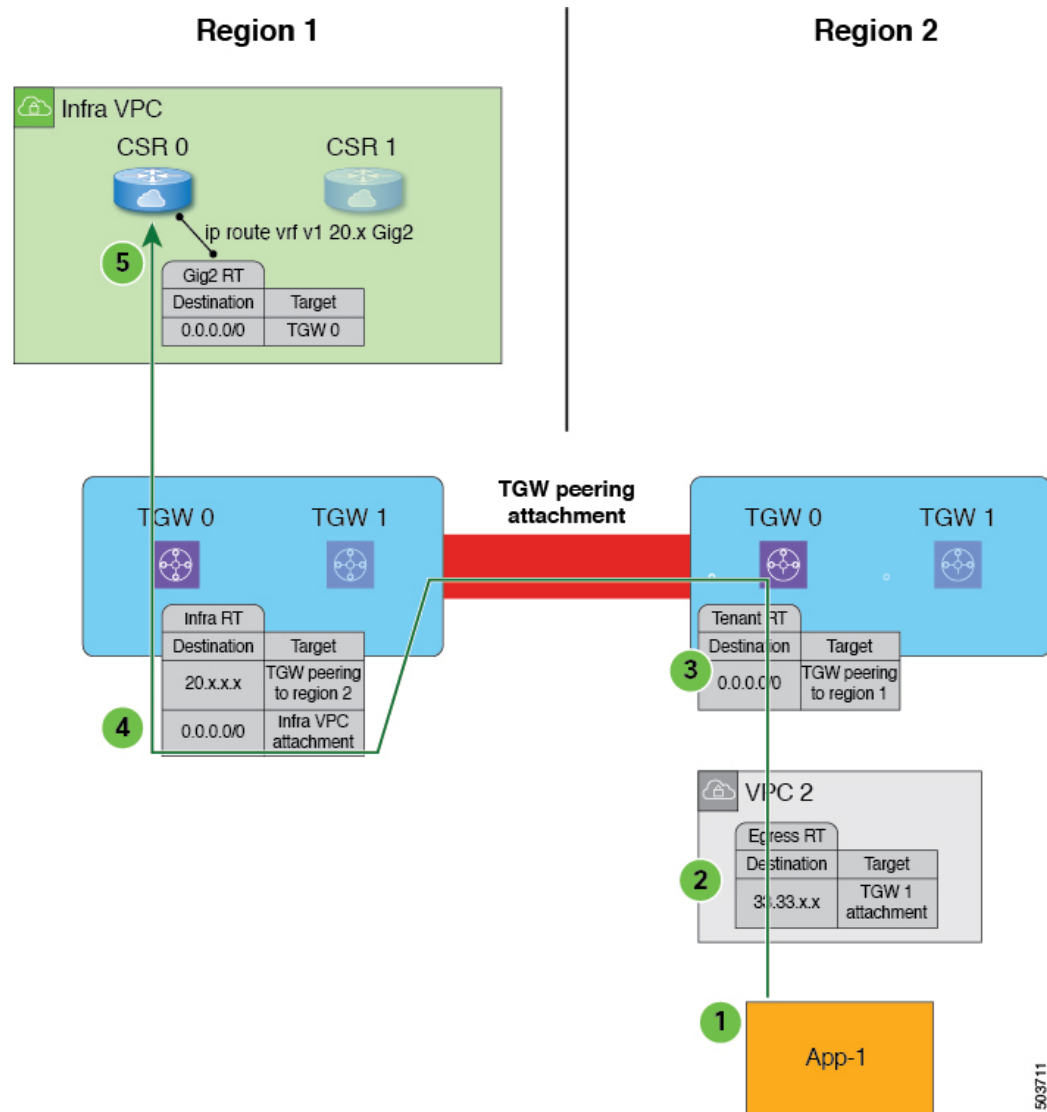 Region 1
Region 2
Infra VPC
CSR 0
CSR 1
ip route vrf v1 20.x Gig2
5
Gig2 RT
Destination
Target
0.0.0.0/0
TGW 0
TGW peering
attachment
TGW 0
TGW 1
TGW 0
TGW 1
Infra RT
Destination
Target
20.x.x.x
TGW peering
to region 2
4
0.0.0.0/0
Infra VPC
attachment
Tenant RT
Destination
Target
3
0.0.0.0/0
TGW peering
to region 1
VPC 2
Egress RT
Destination
Target
2
33.33.x.x
TGW 1
attachment
1
App-1
503711